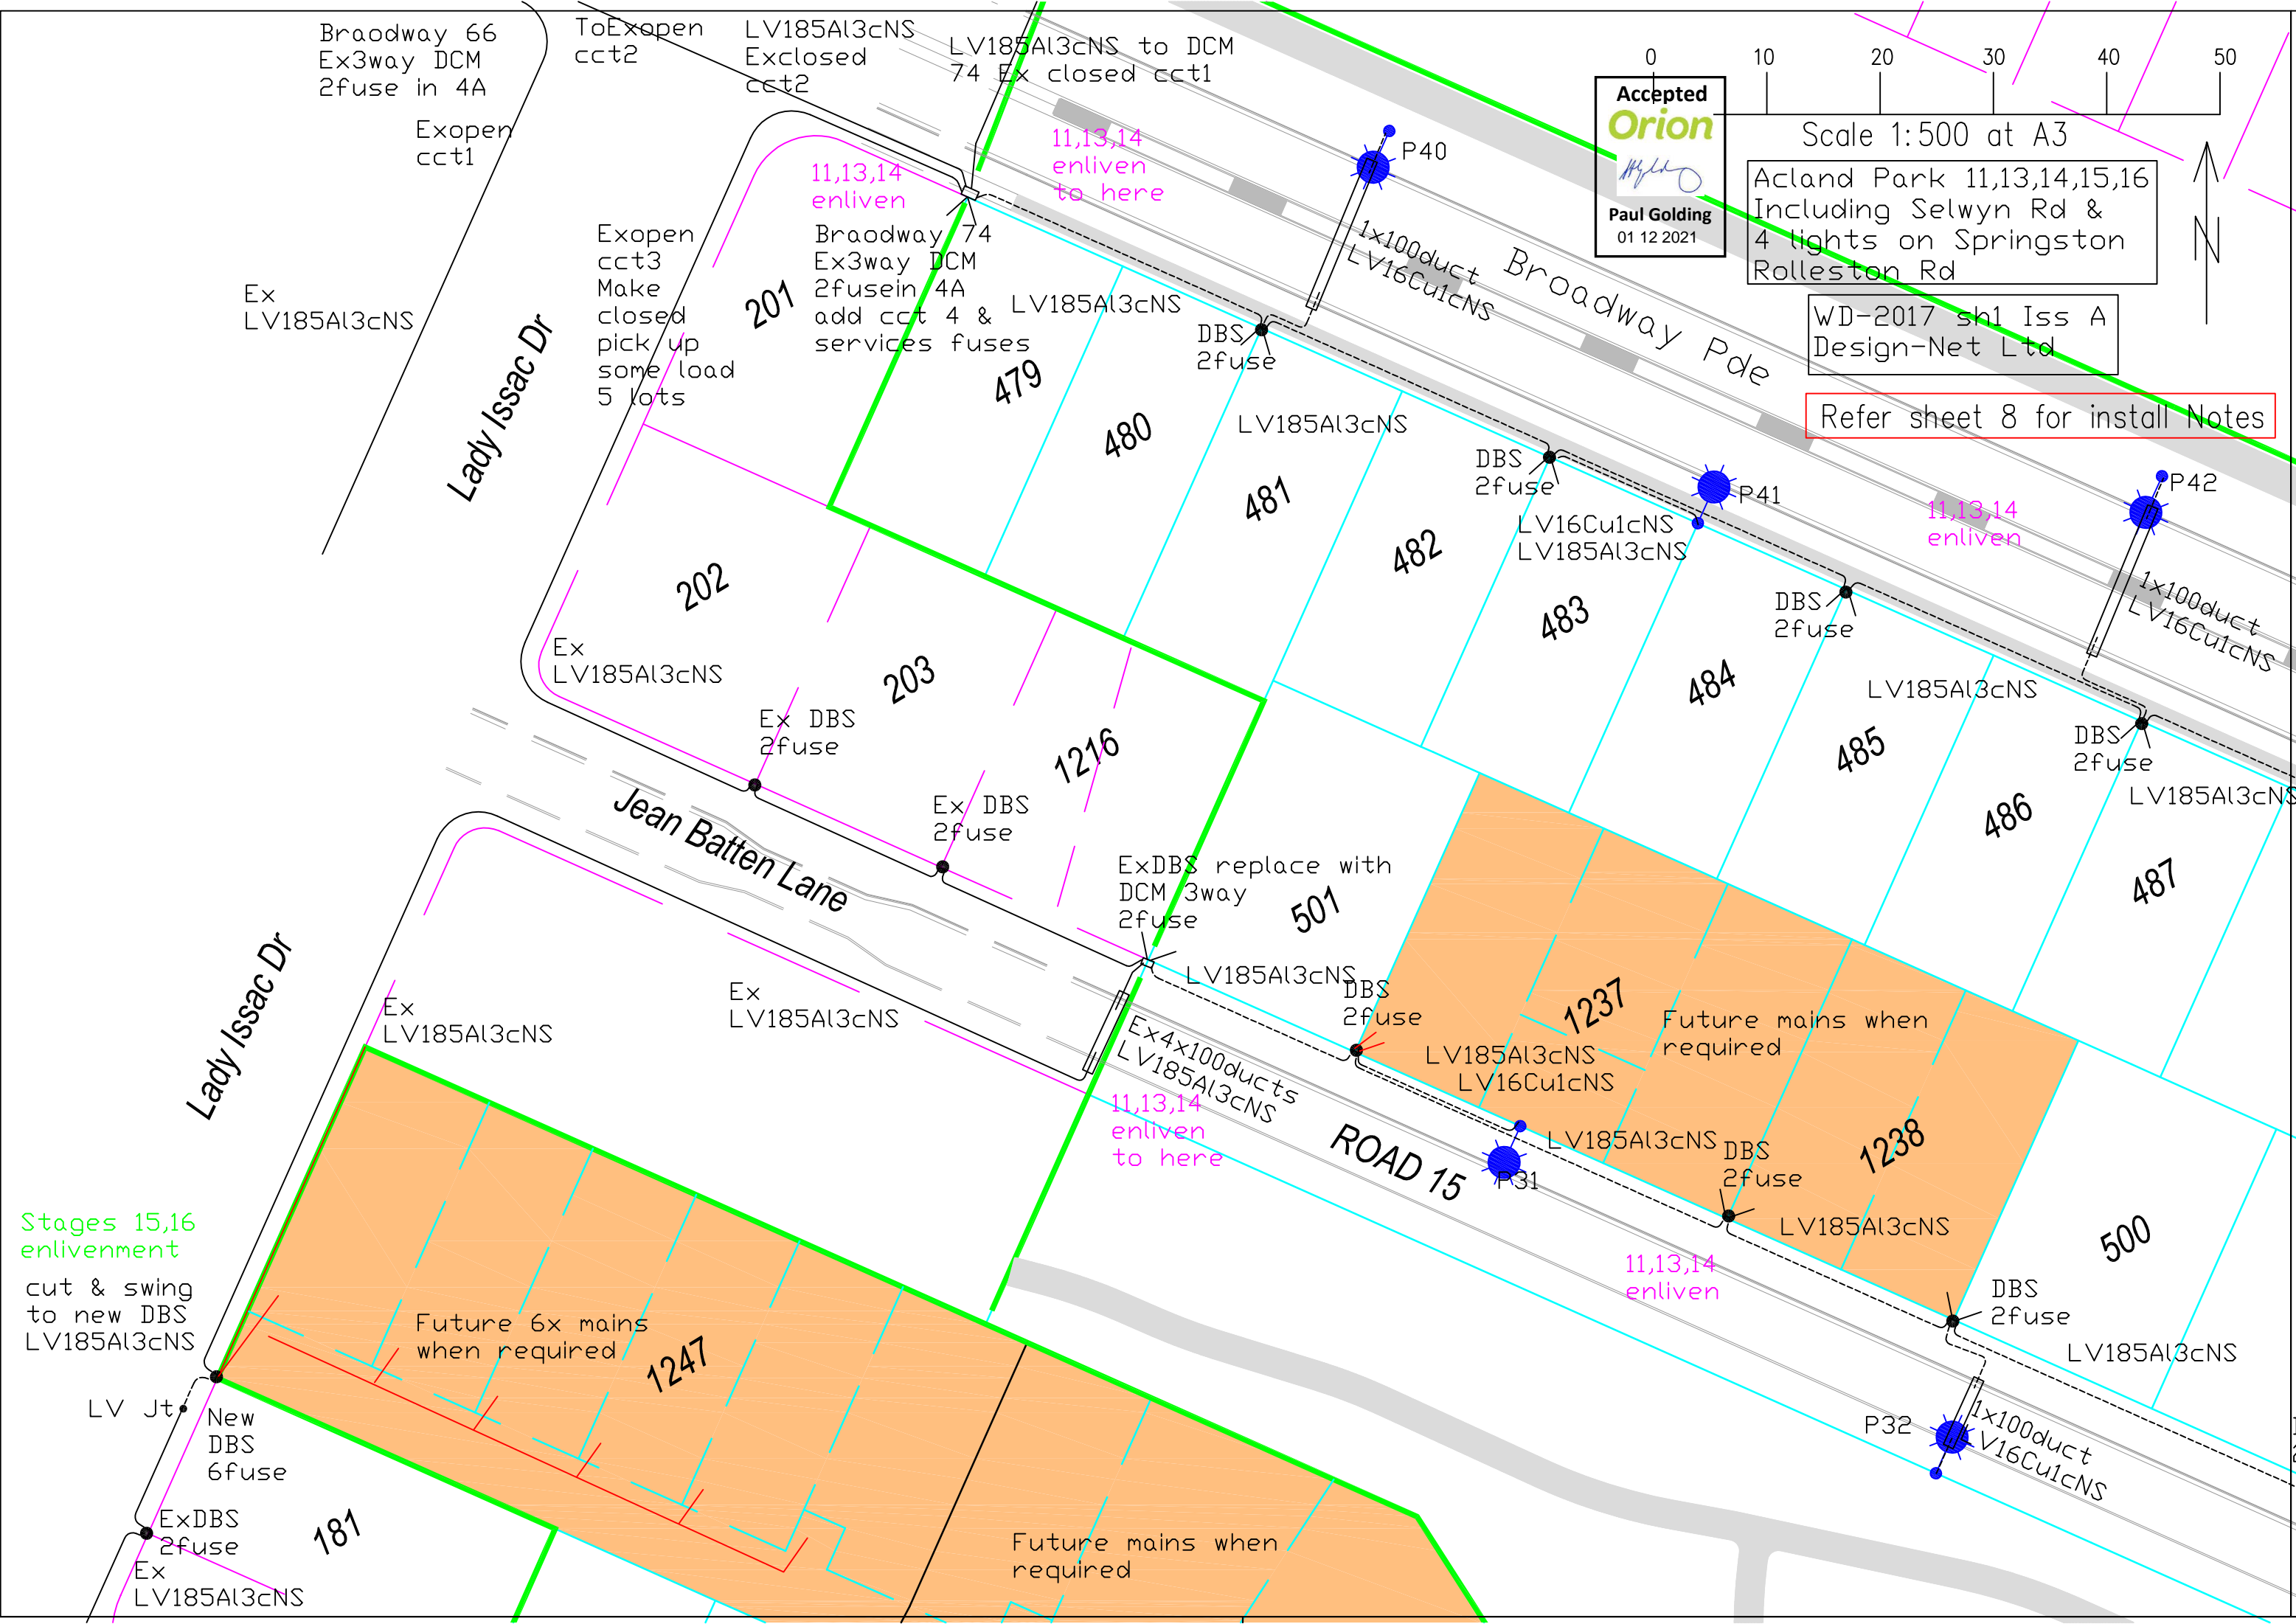 Braodway 66
Ex3way DCM
2fuse in 4A
Exopen
cct1
ToExopen
cct2
LV185Al3cNS
Exclosed
cct2
LV185Al3cNS to DCM
74 Ex closed cct1
0 10 20 30 40 50
Scale 1:500 at A3
Accepted
Orion
Paul Golding
01 12 2021
Acland Park 11,13,14,15,16
Including Selwyn Rd &
4 lights on Springston
Rolleston Rd
N
WD-2017 sh1 Iss A
Design-Net Ltd
Refer sheet 8 for install Notes
11,13,14
enliven
11,13,14
enliven
to here
P40
1x100duct
LV16Cu1cNS
Broadway Pde
Ex
LV185Al3cNS
Lady Issac Dr
Exopen
cct3
Make
closed
pick up
some load
5 lots
201
Braodway 74
Ex3way DCM
2fusein 4A
add cct 4 &
services fuses
LV185Al3cNS
DBS
2fuse
479
480
LV185Al3cNS
481
DBS
2fuse
P41
LV16Cu1cNS
LV185Al3cNS
482
11,13,14
enliven
P42
1x100duct
LV16Cu1cNS
DBS
2fuse
483
484
LV185Al3cNS
485
DBS
2fuse
LV185Al3cNS
486
487
202
Ex
LV185Al3cNS
203
Ex DBS
2fuse
1216
Ex DBS
2fuse
Jean Batten Lane
ExDBS replace with
DCM 3way
2fuse
501
LV185Al3cNS
DBS
2fuse
1237
Future mains when
required
LV185Al3cNS
LV16Cu1cNS
Lady Issac Dr
Ex
LV185Al3cNS
Ex
LV185Al3cNS
Ex4x100ducts
LV185Al3cNS
11,13,14
enliven
to here
ROAD 15
P31
LV185Al3cNS
DBS
2fuse
1238
LV185Al3cNS
500
11,13,14
enliven
DBS
2fuse
LV185Al3cNS
P32
1x100duct
V16Cu1cNS
Stages 15,16
enlivenment
cut & swing
to new DBS
LV185Al3cNS
Future 6x mains
when required
1247
LV Jt
New
DBS
6fuse
ExDBS
2fuse
181
Ex
LV185Al3cNS
Future mains when
required